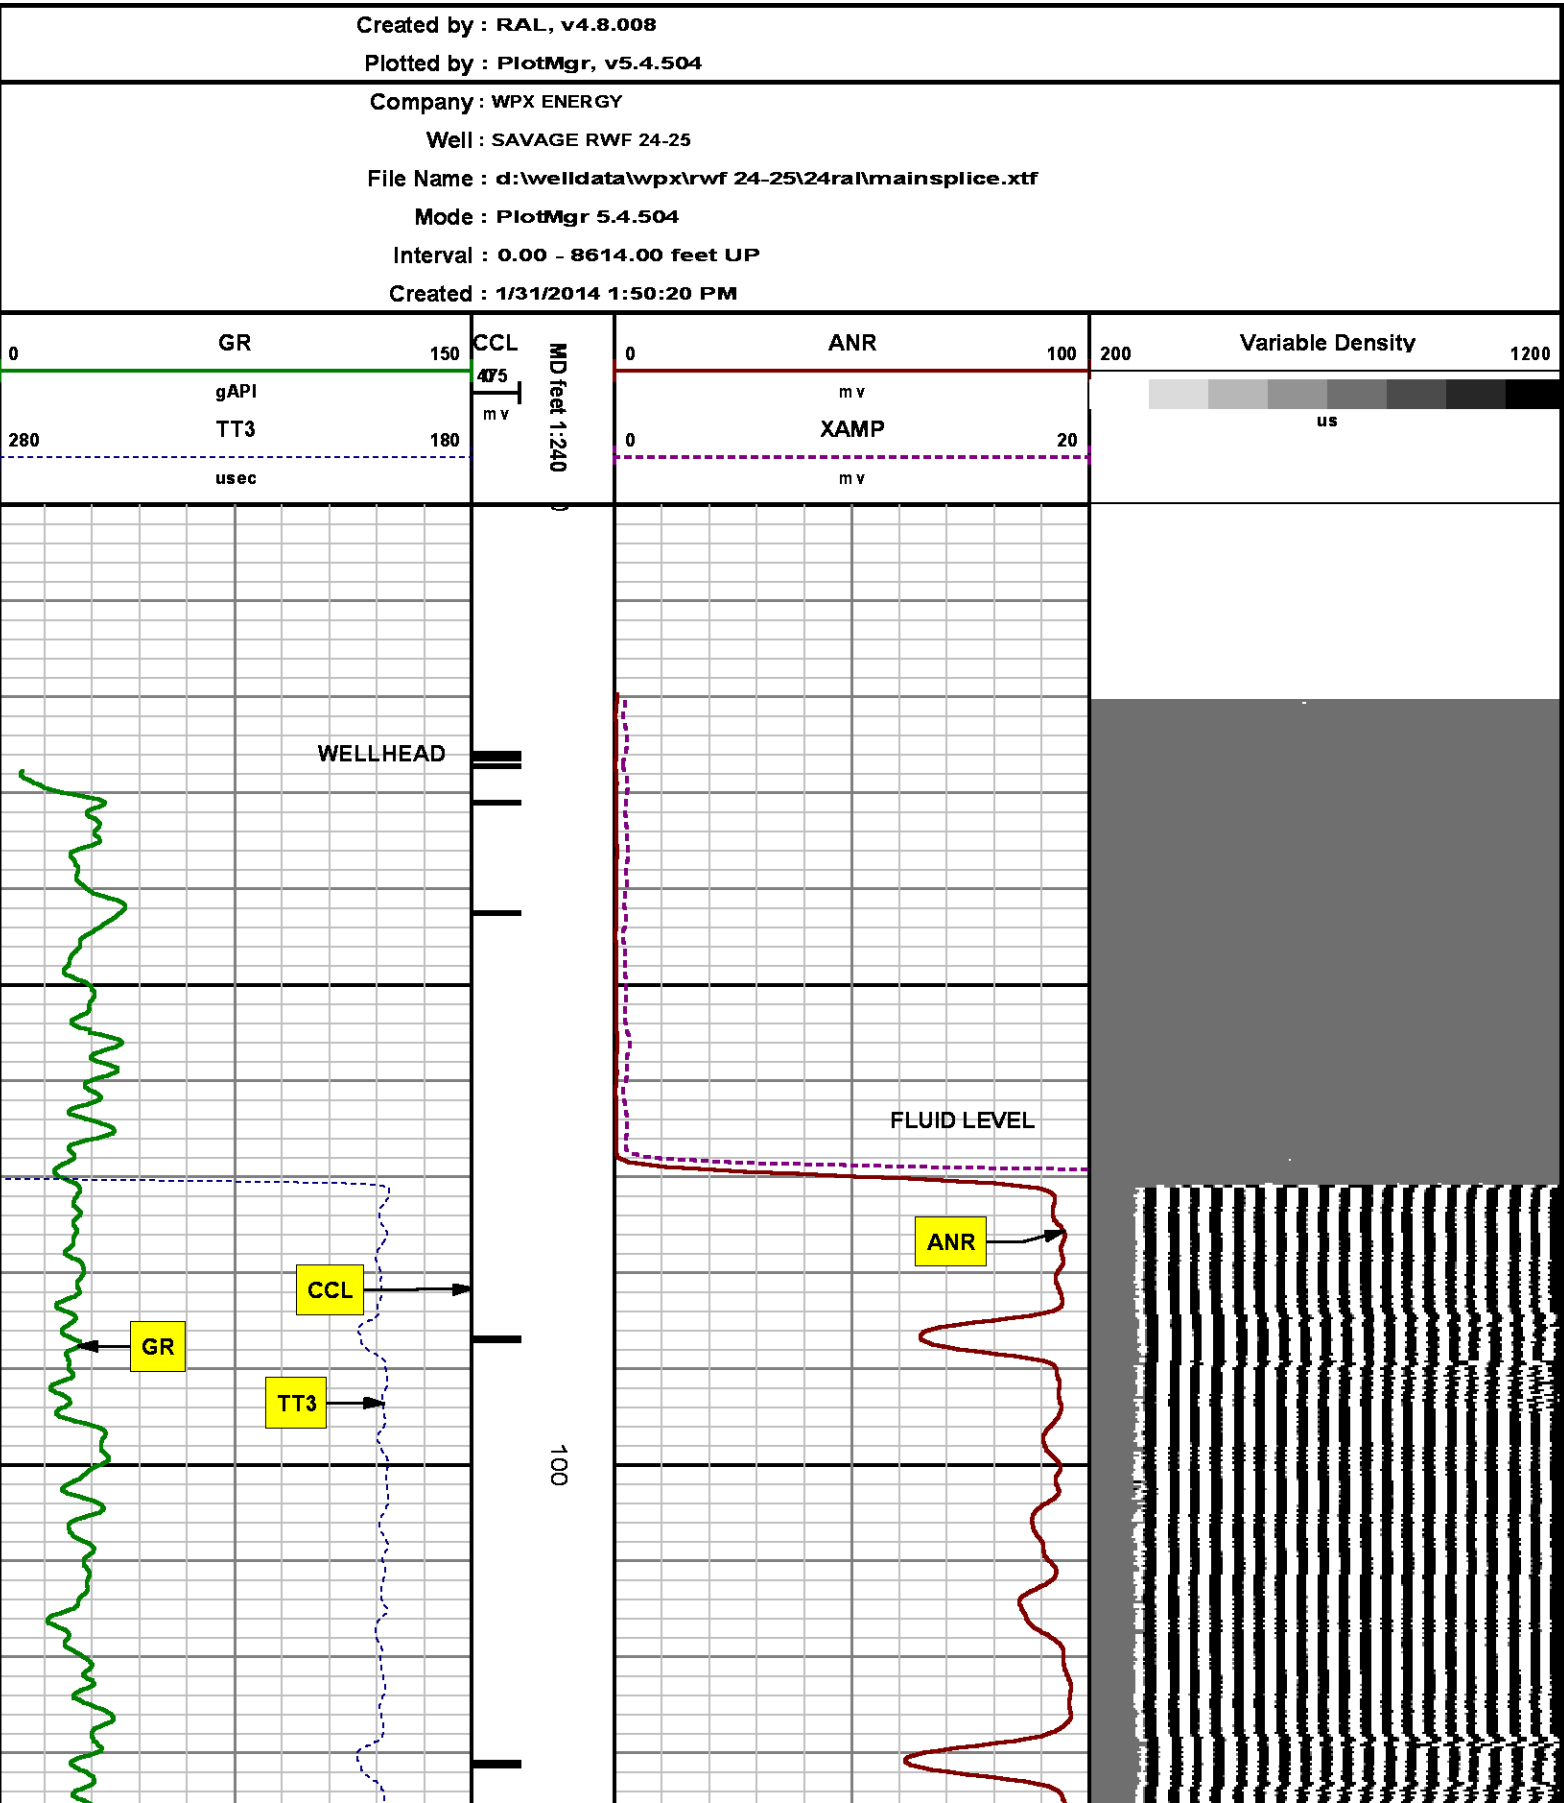 Created by : RAL, v4.8.008
Plotted by : PlotMgr, v5.4.504
Company : WPX ENERGY
Well : SAVAGE RWF 24-25
File Name : d:\welldata\wpx\rwf 24-25\24ral\mainsplice.xtf
Mode : PlotMgr 5.4.504
Interval : 0.00 - 8614.00 feet UP
Created : 1/31/2014 1:50:20 PM
0 GR 150
gAPI
280 TT3 180
usec
CCL
mv
MD feet 1:240
0 ANR 100
mv
0 XAMP 20
mv
200 Variable Density 1200
us
WELLHEAD
FLUID LEVEL
ANR
CCL
GR
TT3
100